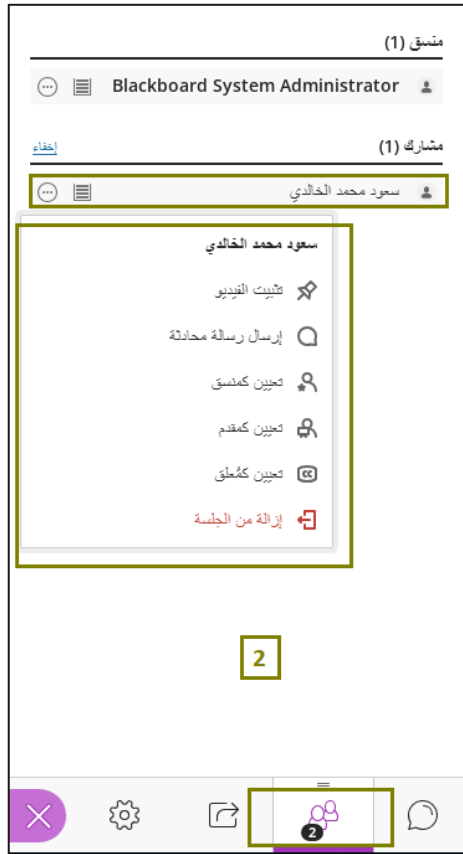 منسق (1)
Blackboard System Administrator
مشارك (1) إخفاء
سعود محمد الخالدي
سعود محمد الخالدي
تثبيت الفيديو
إرسال رسالة محادثة
تعيين كمنسق
تعيين كمقدم
تعيين كمُعلق
إزالة من الجلسة
2
2